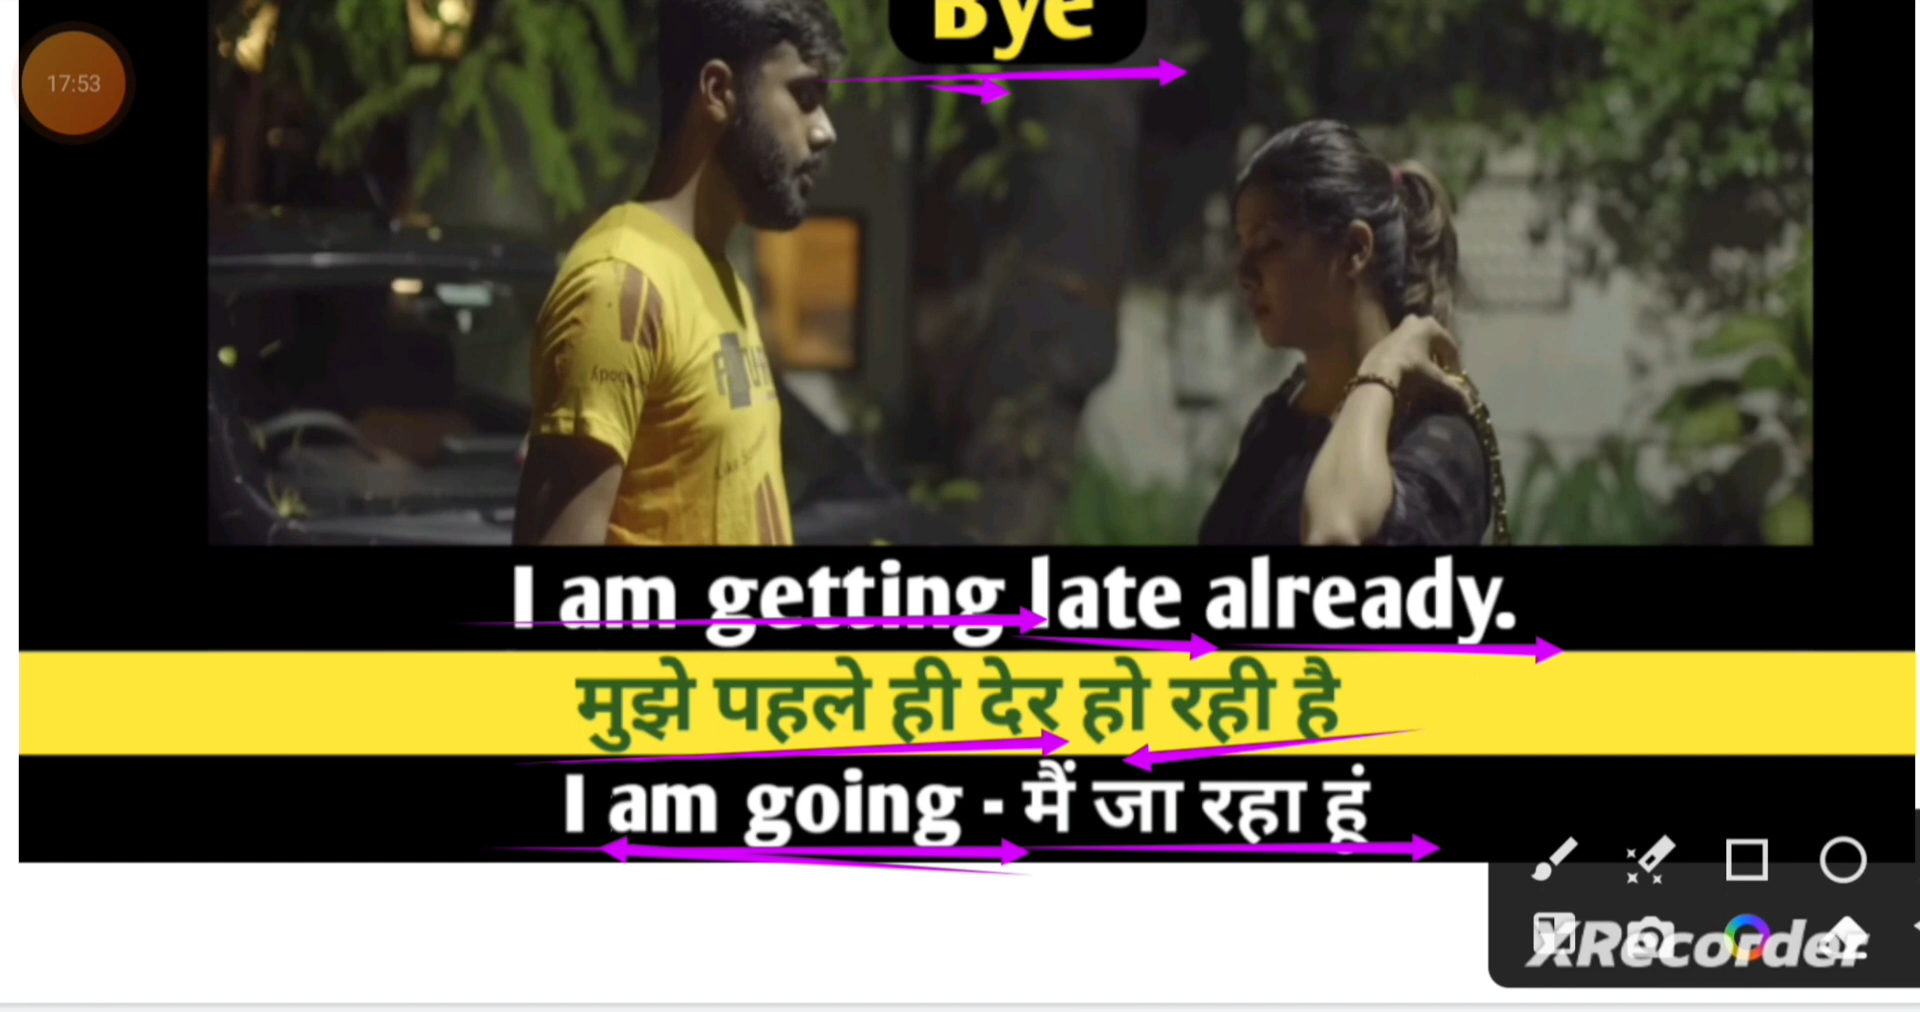 Bye
17:53
I am getting late already.
मुझे पहले ही देर हो रही है
I am going - मैं जा रहा हूं
XRecorder